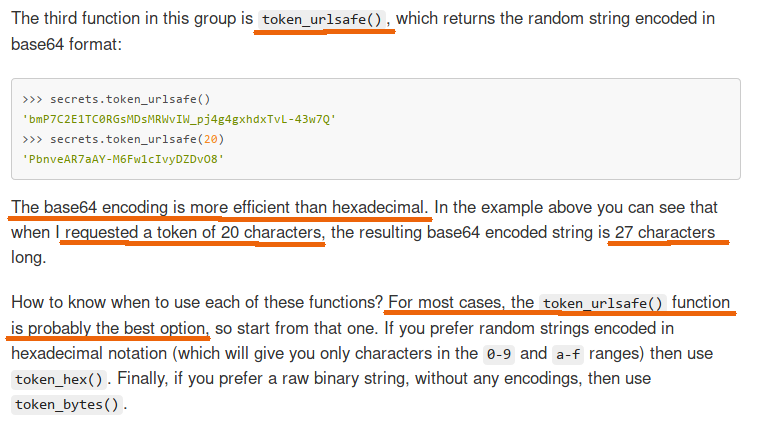 The third function in this group is token_urlsafe(), which returns the random string encoded in
base64 format:
>>> secrets.token_urlsafe()
'bmP7C2E1TC0RGsMDsMRWvIW_pj4g4gxhdxTvL-43w7Q'
>>> secrets.token_urlsafe(20)
'PbnveAR7aAY-M6Fw1cIvyDZDvO8'
The base64 encoding is more efficient than hexadecimal. In the example above you can see that
when I requested a token of 20 characters, the resulting base64 encoded string is 27 characters
long.
How to know when to use each of these functions? For most cases, the token_urlsafe() function
is probably the best option, so start from that one. If you prefer random strings encoded in
hexadecimal notation (which will give you only characters in the 0-9 and a-f ranges) then use
token_hex(). Finally, if you prefer a raw binary string, without any encodings, then use
token_bytes().